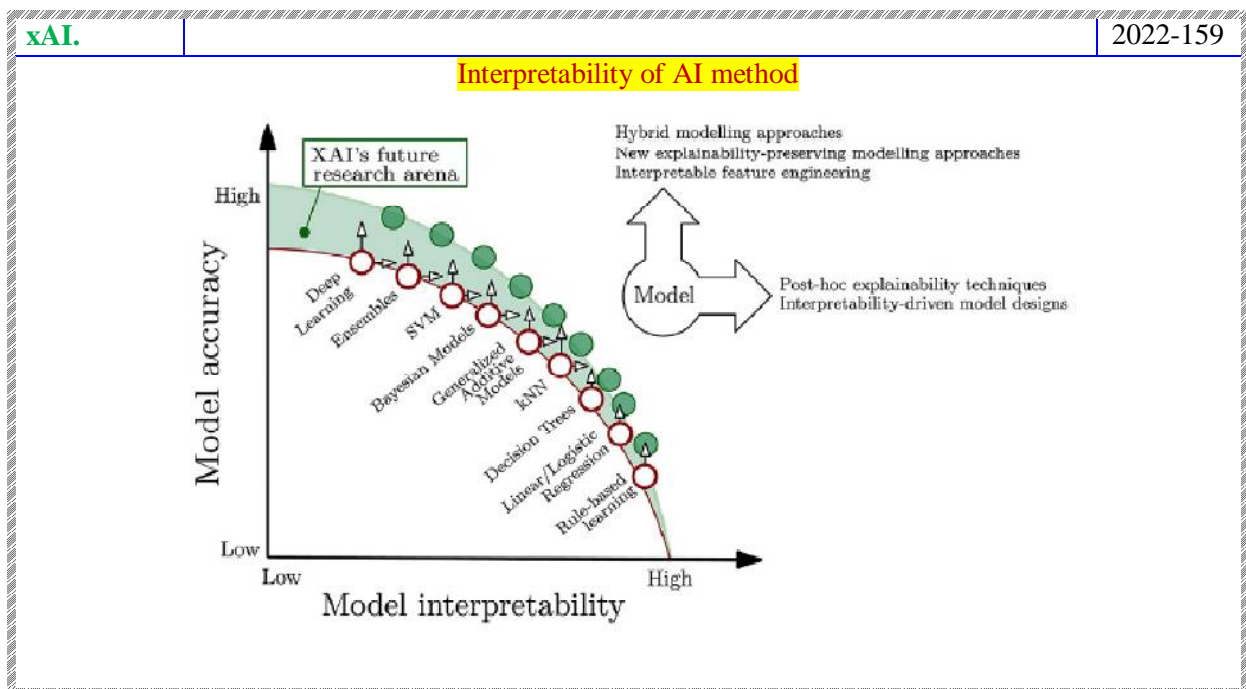 xAI.
2022-159
Interpretability of AI method
XAI's future
research arena
High
Model accuracy
Low
Deep
Learning
Ensembles
SVM
Bayesian Models
Generalized
Additive
Models
kNN
Decision Trees
Linear/Logistic
Regression
Rule-based
learning
Low
High
Model interpretability
Hybrid modelling approaches
New explainability-preserving modelling approaches
Interpretable feature engineering
Model
Post-hoc explainability techniques
Interpretability-driven model designs